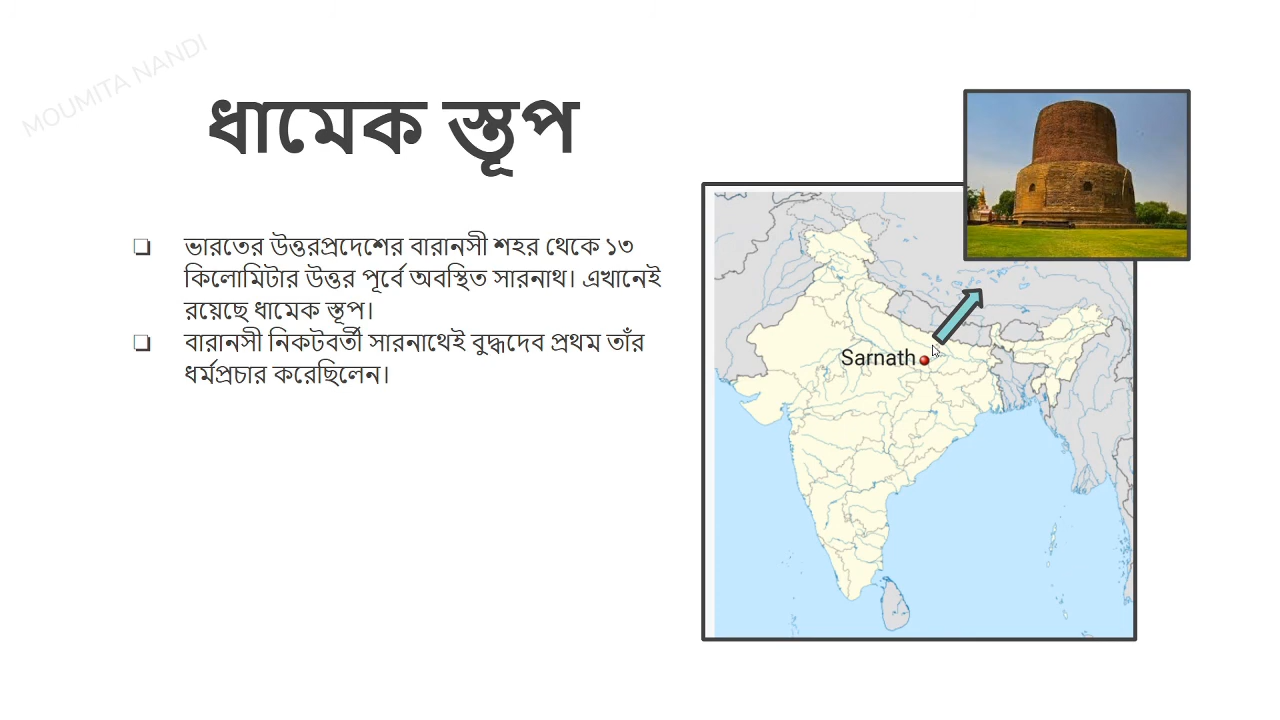 MOUMITA NANDI
ধামেক স্তূপ
❏ ভারতের উত্তরপ্রদেশের বারানসী শহর থেকে ১৩
কিলোমিটার উত্তর পূর্বে অবস্থিত সারনাথ। এখানেই
রয়েছে ধামেক স্তূপ।
❏ বারানসী নিকটবর্তী সারনাথেই বুদ্ধদেব প্রথম তাঁর
ধর্মপ্রচার করেছিলেন।
Sarnath